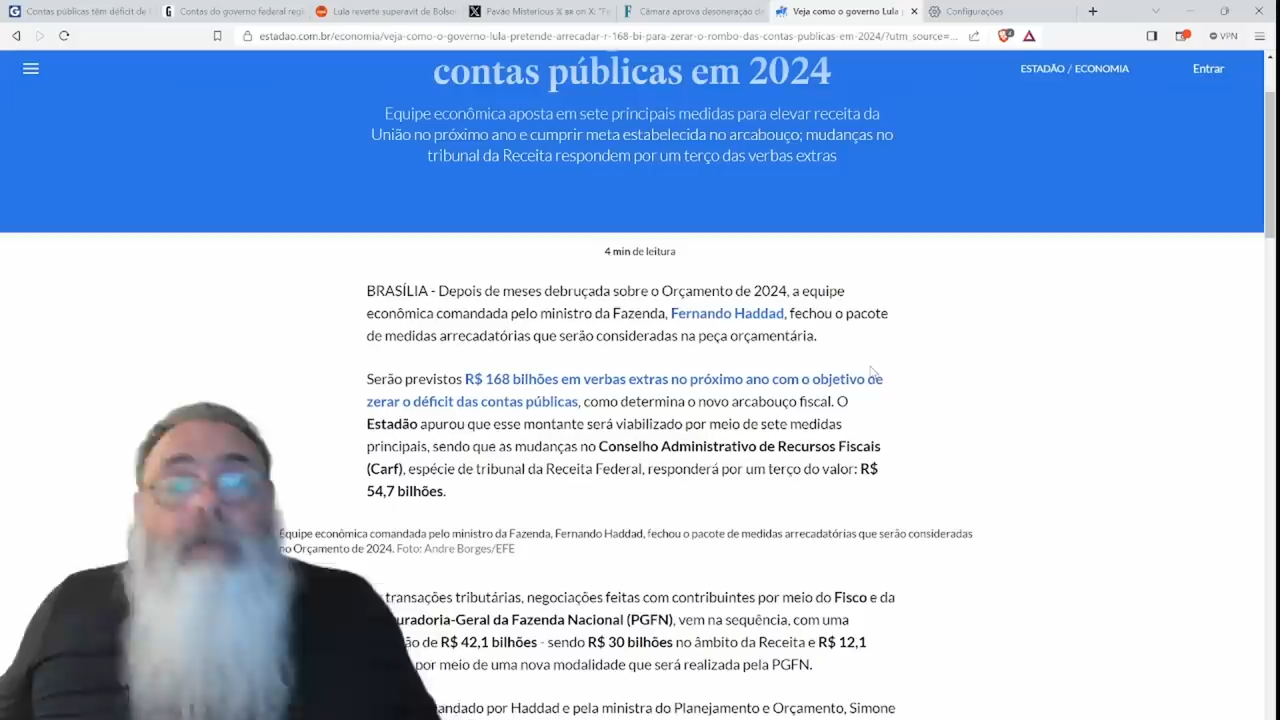 Contas públicas têm déficit de
Contas do governo federal regi
Lula reverte superavit de Bolso
Pavão Misterious X BR on X: "Fe
Câmara aprova desoneração da
Veja como o governo Lula
Configurações
estadao.com.br/economia/veja-como-o-governo-lula-pretende-arrecadar-r-168-bi-para-zerar-o-rombo-das-contas-publicas-em-2024/?utm_source=...
VPN
contas públicas em 2024
ESTADÃO / ECONOMIA
Entrar
Equipe econômica aposta em sete principais medidas para elevar receita da
União no próximo ano e cumprir meta estabelecida no arcabouço; mudanças no
tribunal da Receita respondem por um terço das verbas extras
4 min de leitura
BRASÍLIA - Depois de meses debruçada sobre o Orçamento de 2024, a equipe
econômica comandada pelo ministro da Fazenda, Fernando Haddad, fechou o pacote
de medidas arrecadatórias que serão consideradas na peça orçamentária.
Serão previstos R$ 168 bilhões em verbas extras no próximo ano com o objetivo de
zerar o déficit das contas públicas, como determina o novo arcabouço fiscal. O
Estadão apurou que esse montante será viabilizado por meio de sete medidas
principais, sendo que as mudanças no Conselho Administrativo de Recursos Fiscais
(Carf), espécie de tribunal da Receita Federal, responderá por um terço do valor: R$
54,7 bilhões.
Equipe econômica comandada pelo ministro da Fazenda, Fernando Haddad, fechou o pacote de medidas arrecadatórias que serão consideradas
no Orçamento de 2024. Foto: Andre Borges/EFE
transações tributárias, negociações feitas com contribuintes por meio do Fisco e da
uradoria-Geral da Fazenda Nacional (PGFN), vem na sequência, com uma
ão de R$ 42,1 bilhões - sendo R$ 30 bilhões no âmbito da Receita e R$ 12,1
por meio de uma nova modalidade que será realizada pela PGFN.
andado por Haddad e pela ministra do Planejamento e Orçamento, Simone